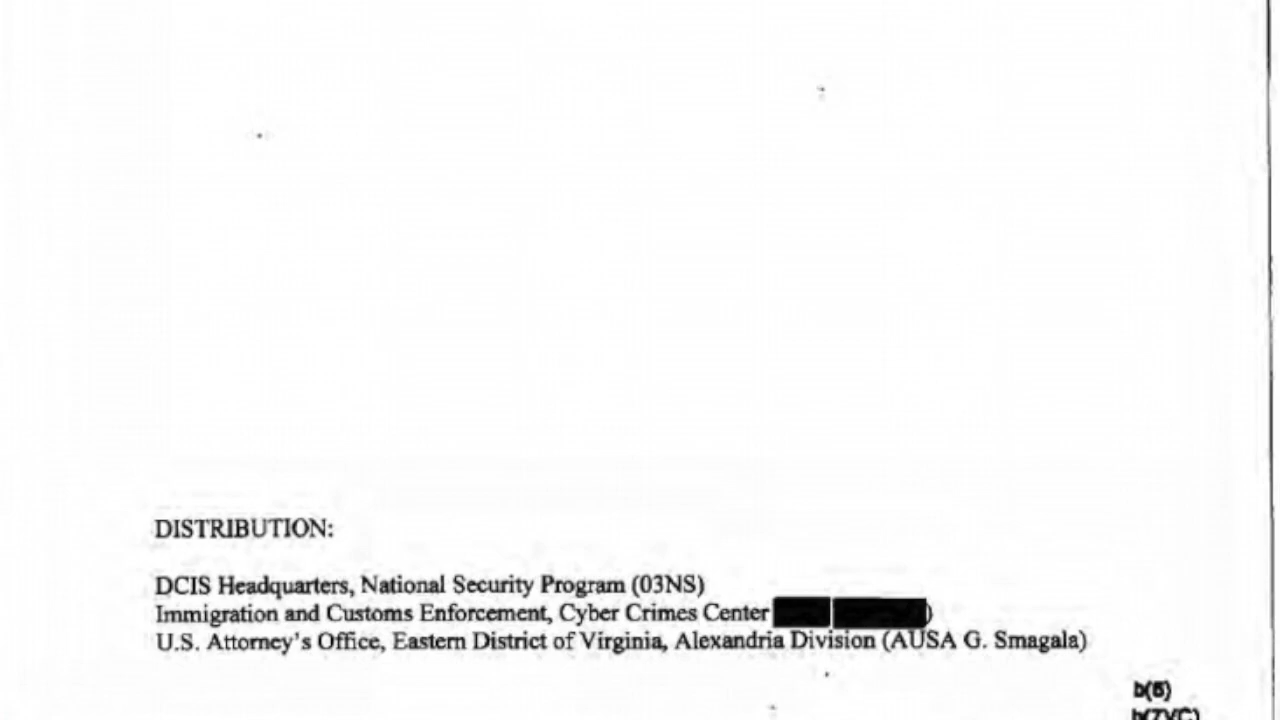 DISTRIBUTION:
DCIS Headquarters, National Security Program (03NS)
Immigration and Customs Enforcement, Cyber Crimes Center )
U.S. Attorney's Office, Eastern District of Virginia, Alexandria Division (AUSA G. Smagala)
b(6)
b(7)(C)